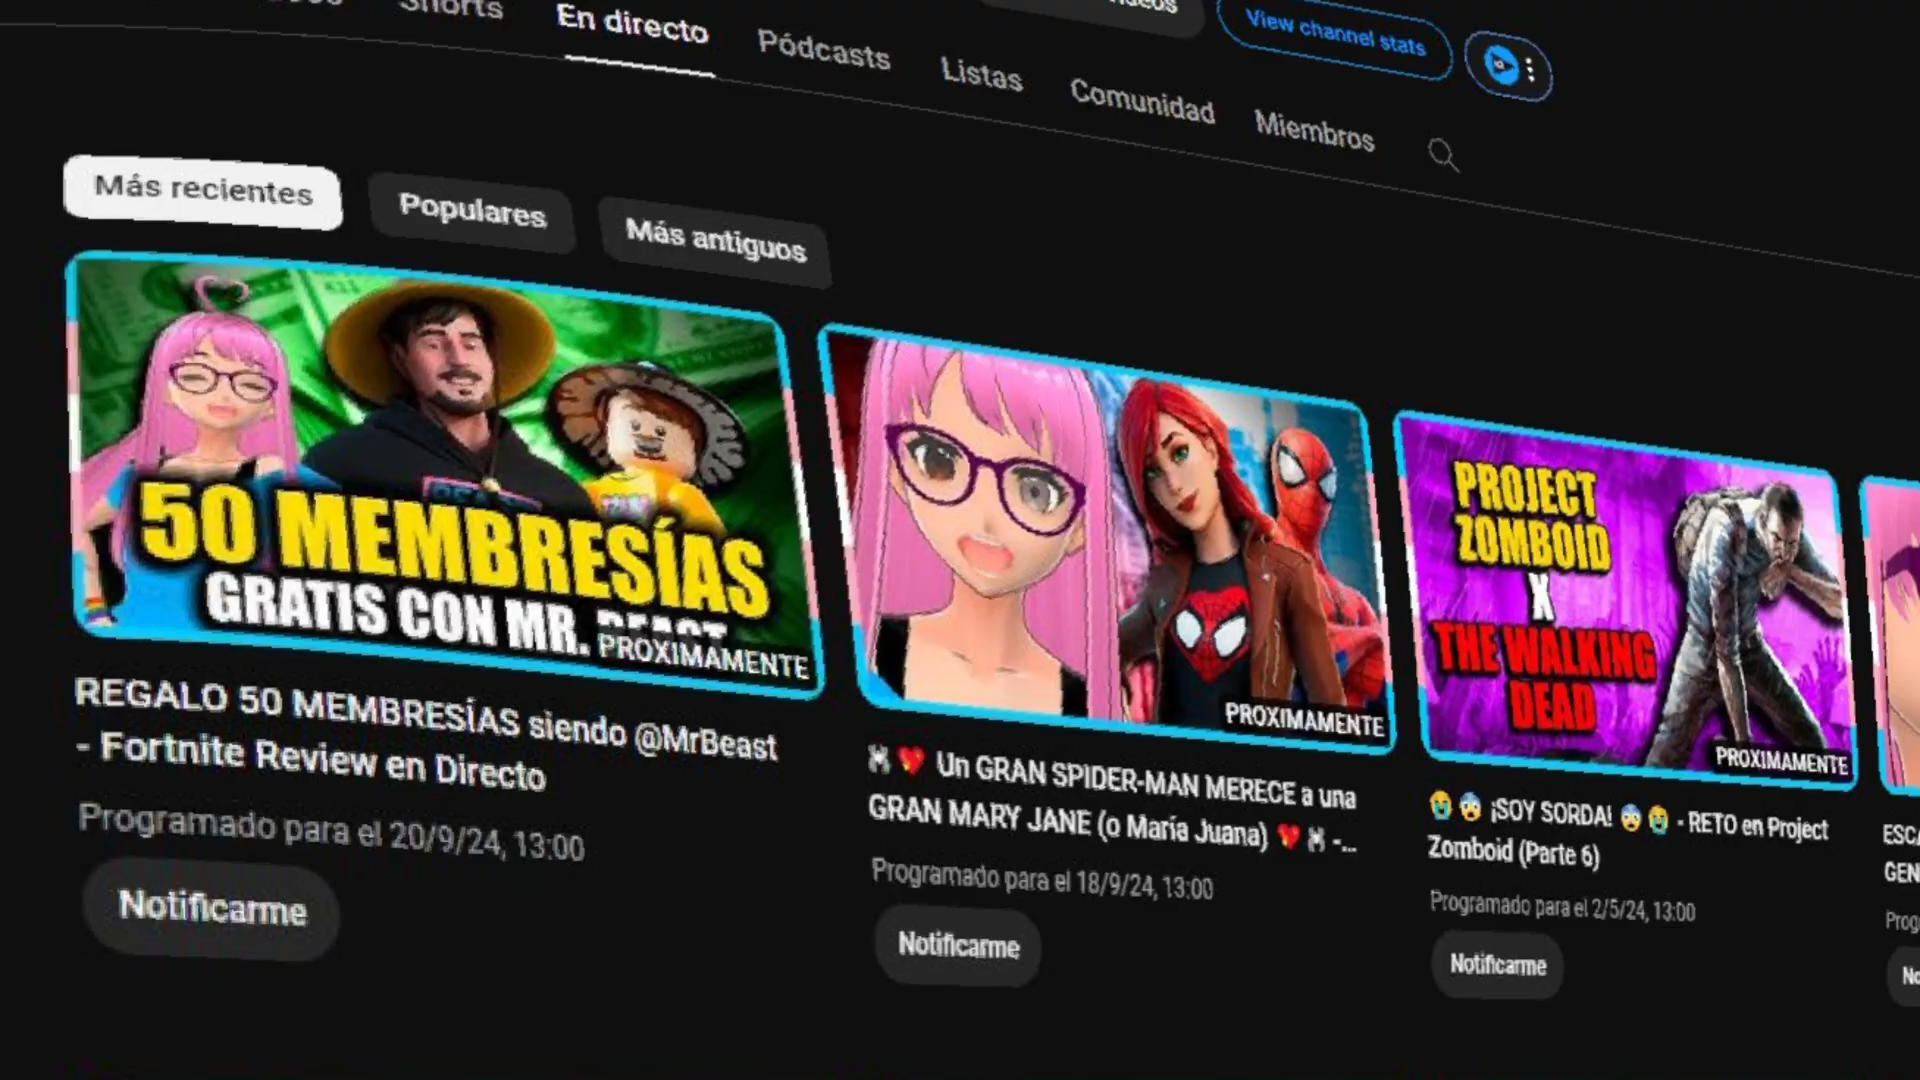 Shorts
En directo
Pódcasts
Listas
Comunidad
Miembros
View channel stats
Más recientes
Populares
Más antiguos
50 MEMBRESÍAS
GRATIS CON MR. BEAST
PROXIMAMENTE
REGALO 50 MEMBRESÍAS siendo @MrBeast
- Fortnite Review en Directo
Programado para el 20/9/24, 13:00
Notificarme
PROXIMAMENTE
🕷❤️ Un GRAN SPIDER-MAN MERECE a una
GRAN MARY JANE (o María Juana) ❤️🕷 -...
Programado para el 18/9/24, 13:00
Notificarme
PROJECT
ZOMBOID
X
THE WALKING
DEAD
PROXIMAMENTE
😭😨 ¡SOY SORDA! 😨😭 - RETO en Project
Zomboid (Parte 6)
Programado para el 2/5/24, 13:00
Notificarme